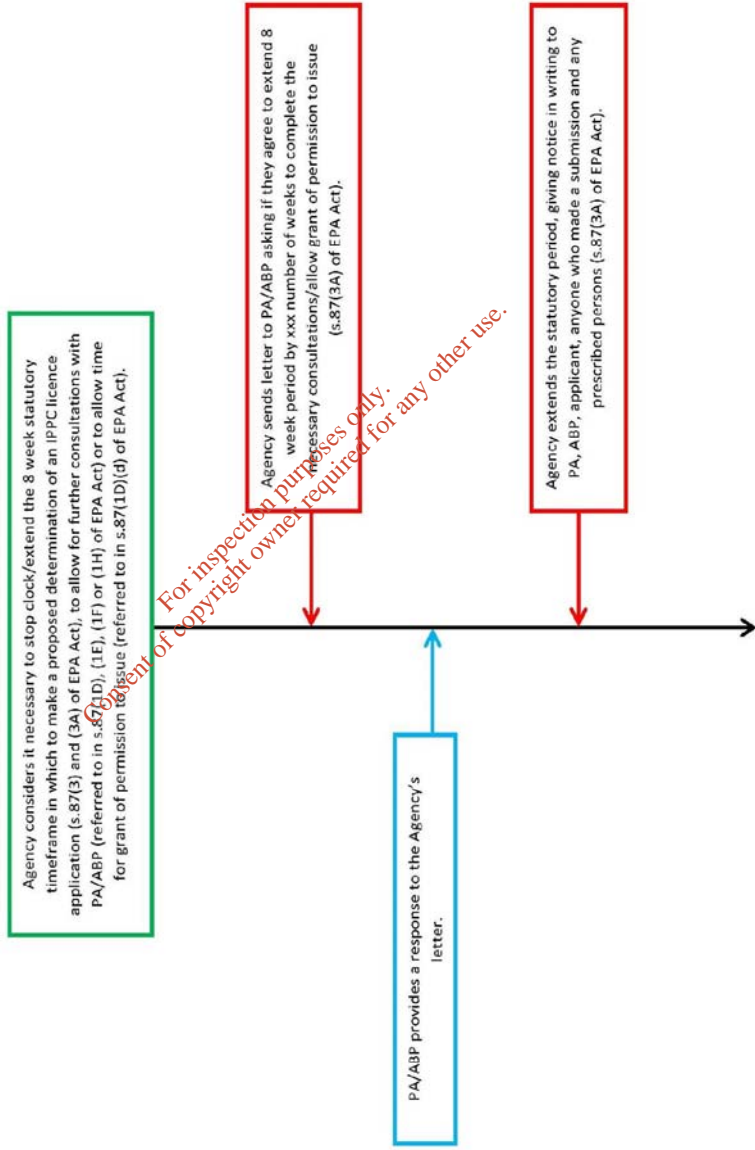 Agency considers it necessary to stop clock/extend the 8 week statutory
timeframe in which to make a proposed determination of an IPPC licence
application (s.87(3) and (3A) of EPA Act), to allow for further consultations with
PA/ABP (referred to in s.87(1D), (1E), (1F) or (1H) of EPA Act) or to allow time
for grant of permission to issue (referred to in s.87(1D)(d) of EPA Act).
Agency sends letter to PA/ABP asking if they agree to extend 8
week period by xxx number of weeks to complete the
necessary consultations/allow grant of permission to issue
(s.87(3A) of EPA Act).
PA/ABP provides a response to the Agency's
letter.
Agency extends the statutory period, giving notice in writing to
PA, ABP, applicant, anyone who made a submission and any
prescribed persons (s.87(3A) of EPA Act).
For inspection purposes only.
Consent of copyright owner required for any other use.